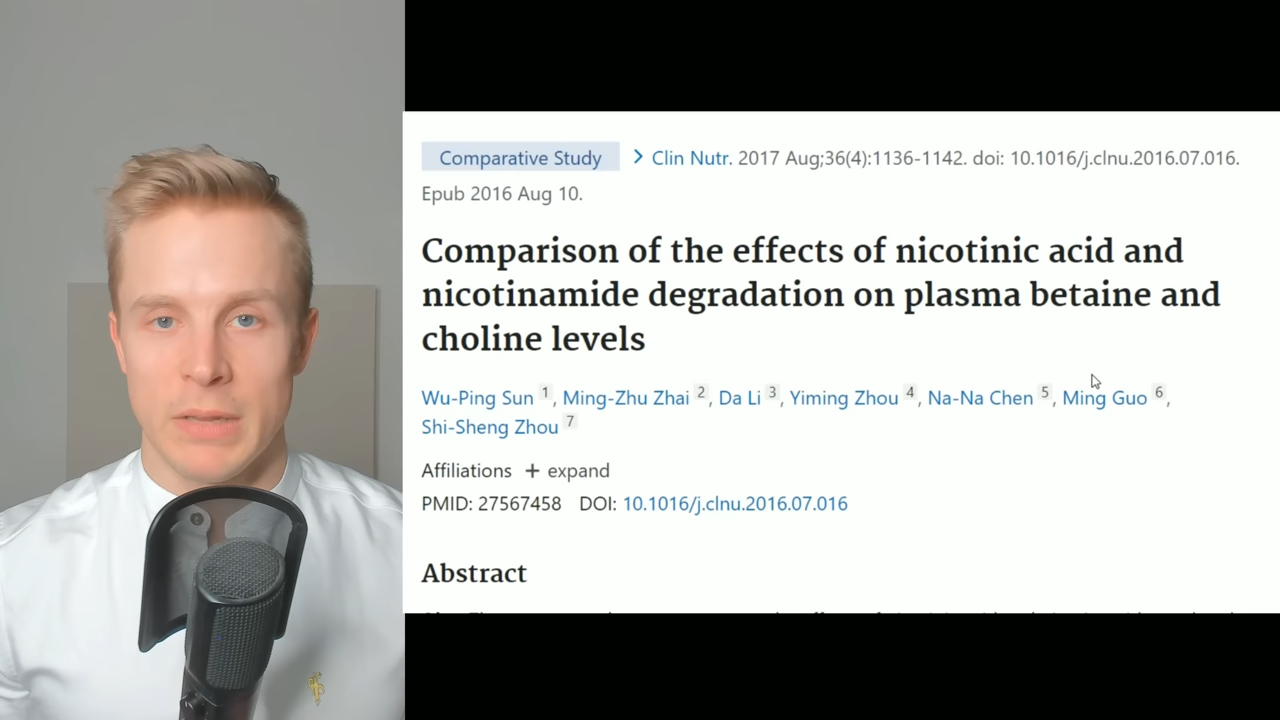 Comparative Study > Clin Nutr. 2017 Aug;36(4):1136-1142. doi: 10.1016/j.clnu.2016.07.016.
Epub 2016 Aug 10.
Comparison of the effects of nicotinic acid and
nicotinamide degradation on plasma betaine and
choline levels
Wu-Ping Sun 1, Ming-Zhu Zhai 2, Da Li 3, Yiming Zhou 4, Na-Na Chen 5, Ming Guo 6,
Shi-Sheng Zhou 7
Affiliations + expand
PMID: 27567458 DOI: 10.1016/j.clnu.2016.07.016
Abstract